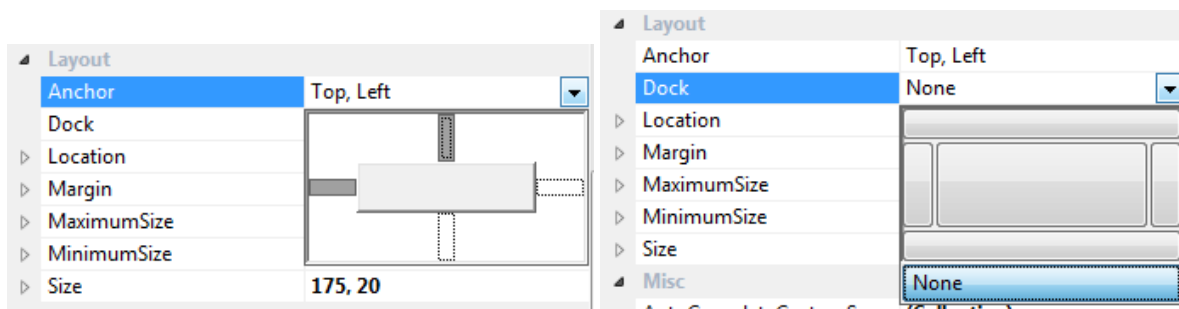 Layout
Anchor Top, Left
Dock
Location
Margin
MaximumSize
MinimumSize
Size 175, 20
Layout
Anchor Top, Left
Dock None
Location
Margin
MaximumSize
MinimumSize
Size
None
Misc